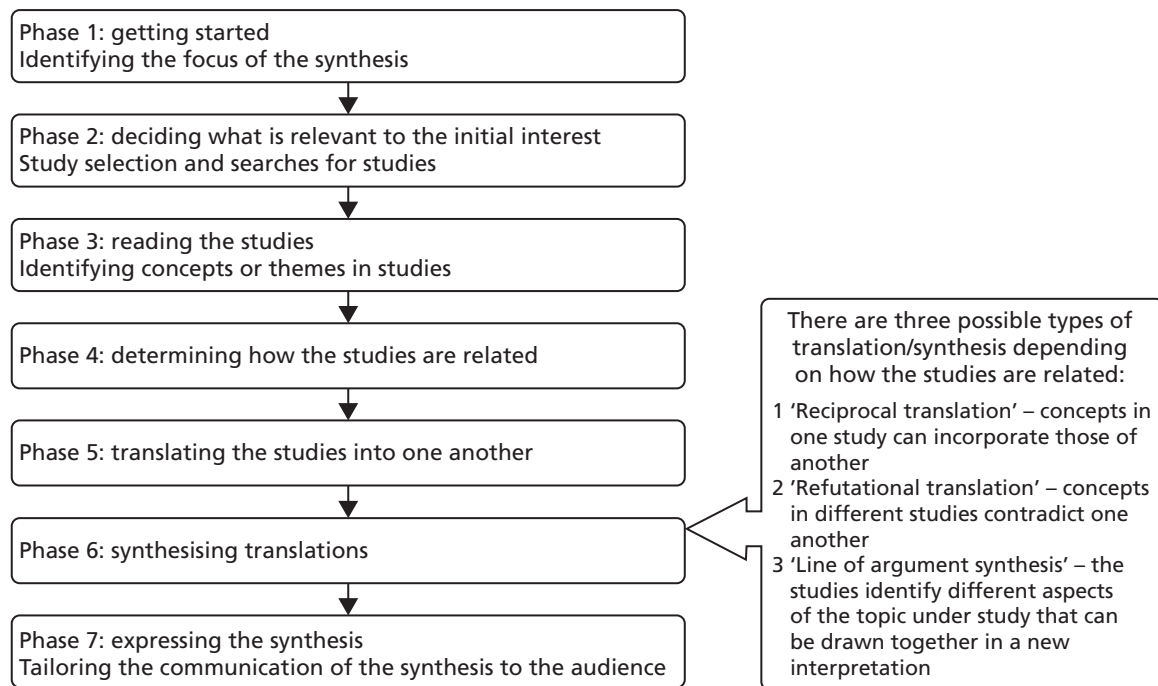 Phase 1: getting started
Identifying the focus of the synthesis
Phase 2: deciding what is relevant to the initial interest
Study selection and searches for studies
Phase 3: reading the studies
Identifying concepts or themes in studies
Phase 4: determining how the studies are related
Phase 5: translating the studies into one another
Phase 6: synthesising translations
Phase 7: expressing the synthesis
Tailoring the communication of the synthesis to the audience
There are three possible types of
translation/synthesis depending
on how the studies are related:
1 ‘Reciprocal translation’ – concepts in
one study can incorporate those of
another
2 ‘Refutational translation’ – concepts
in different studies contradict one
another
3 ‘Line of argument synthesis’ – the
studies identify different aspects
of the topic under study that can
be drawn together in a new
interpretation